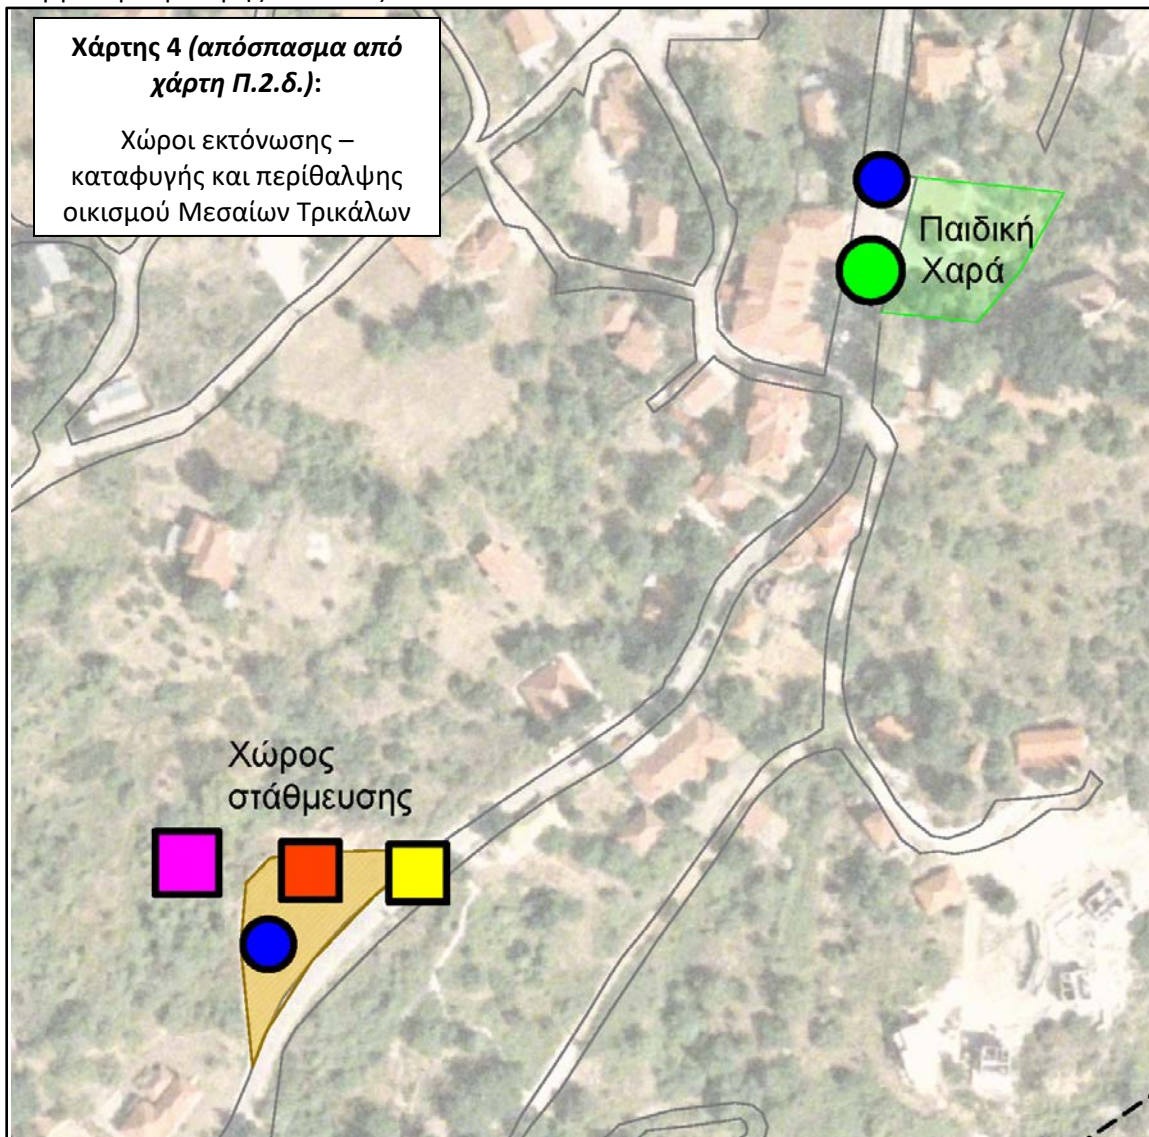 Χάρτης 4 (απόσπασμα από
χάρτη Π.2.δ.):
Χώροι εκτόνωσης –
καταφυγής και περίθαλψης
οικισμού Μεσαίων Τρικάλων
Παιδική
Χαρά
Χώρος
στάθμευσης